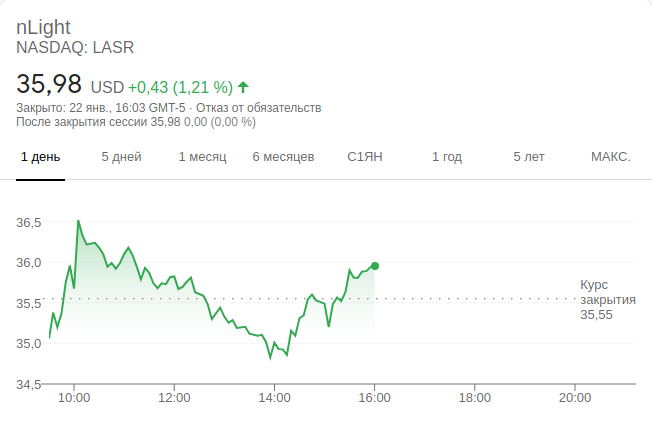 nLight
NASDAQ: LASR
35,98 USD +0,43 (1,21 %)
Закрыто: 22 янв., 16:03 GMT-5 · Отказ от обязательств
После закрытия сессии 35,98 0,00 (0,00 %)
1 день 5 дней 1 месяц 6 месяцев С1ЯН 1 год 5 лет МАКС.
36,5
36,0
35,5
35,0
34,5
Курс
закрытия
35,55
10:00 12:00 14:00 16:00 18:00 20:00